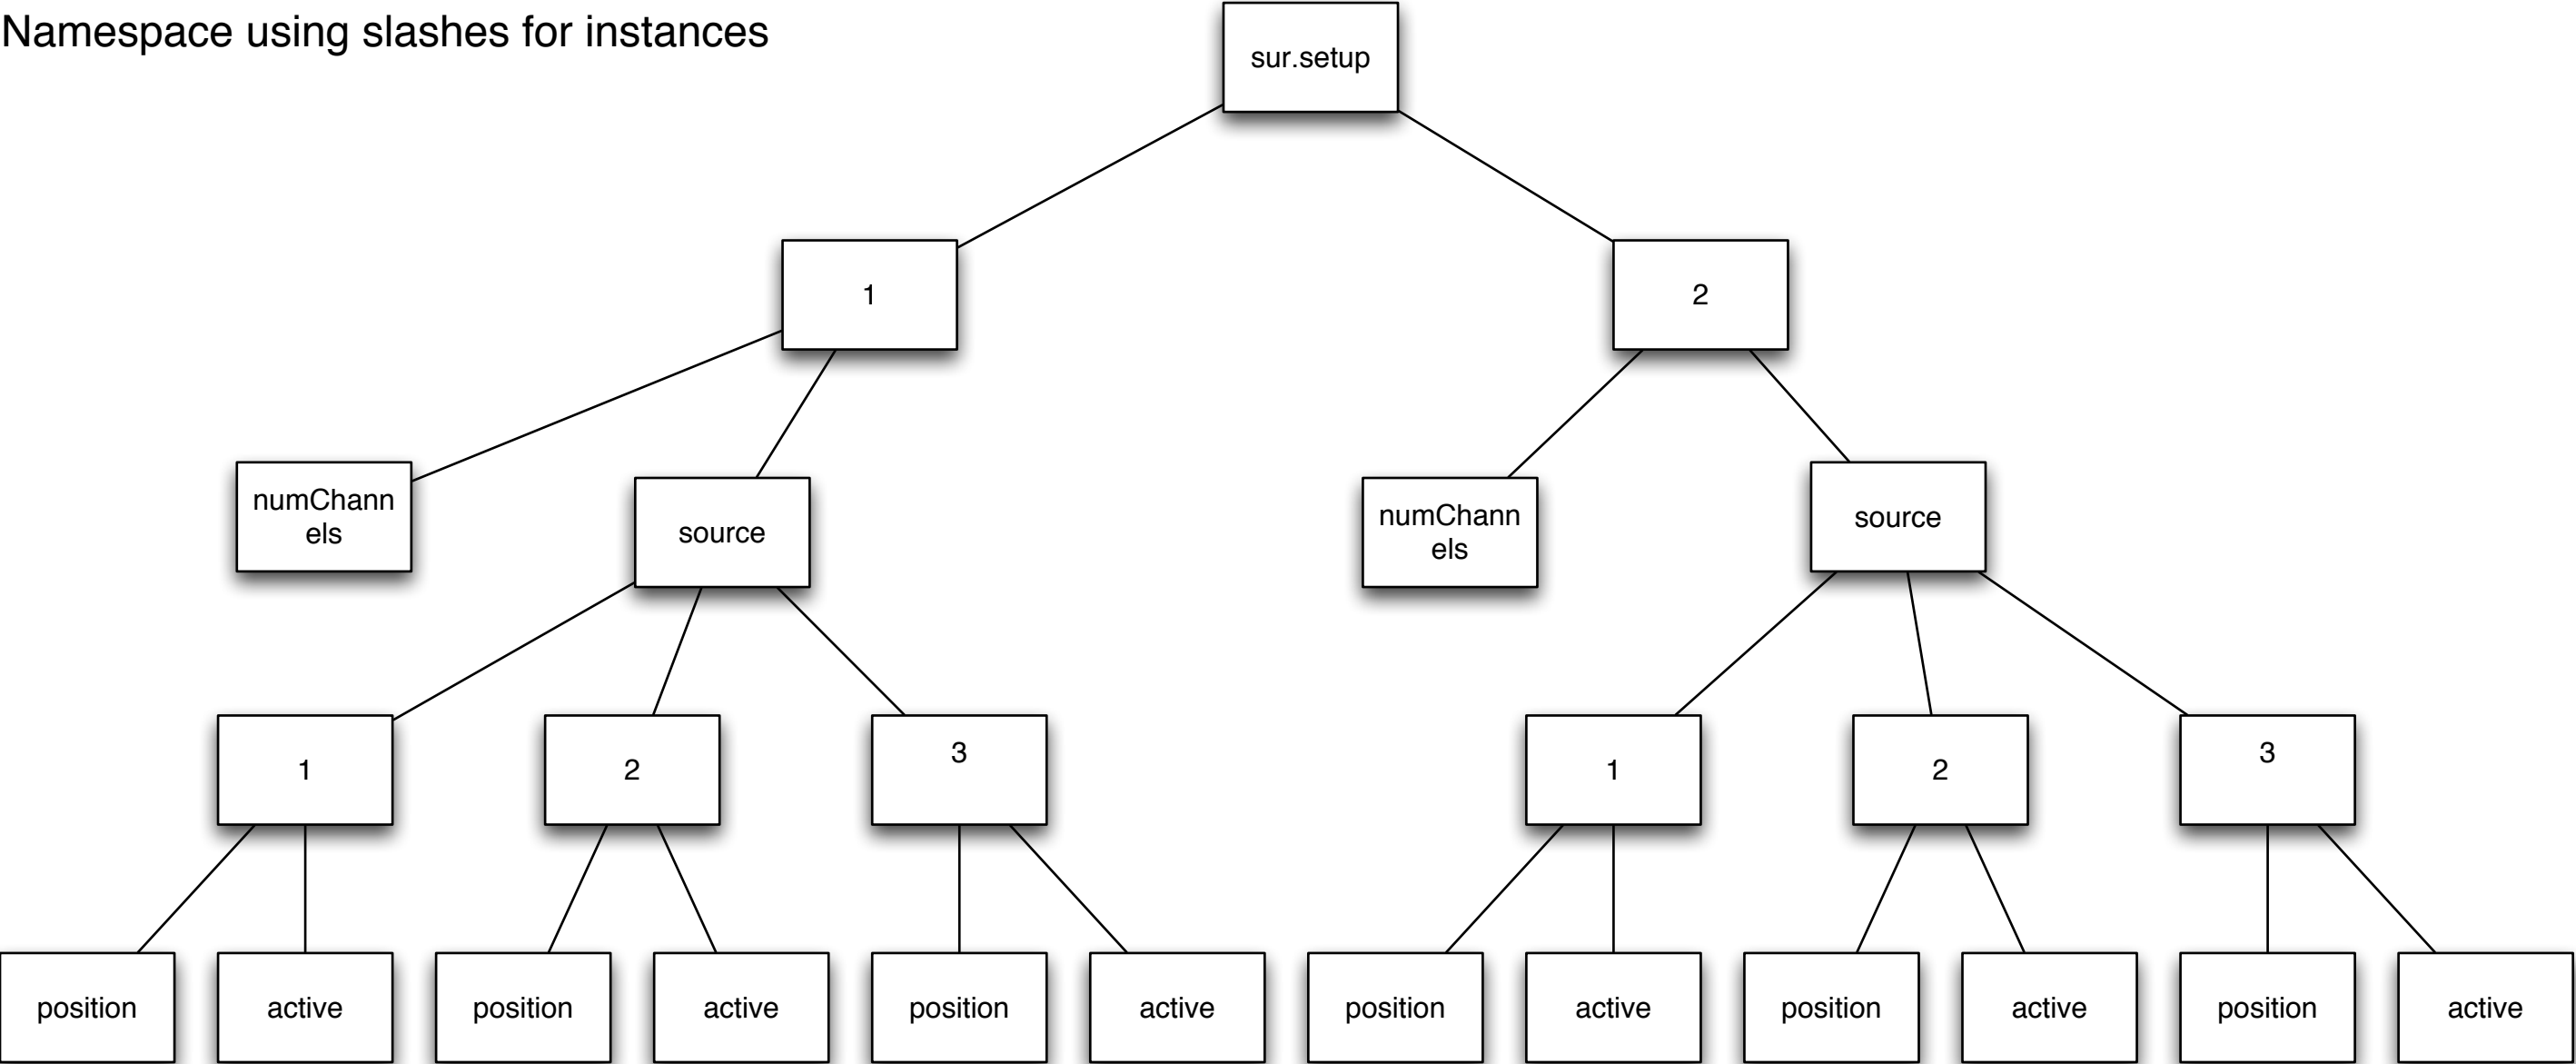 Namespace using slashes for instances
sur.setup
1
2
numChann
els
source
numChann
els
source
1
2
3
1
2
3
position
active
position
active
position
active
position
active
position
active
position
active